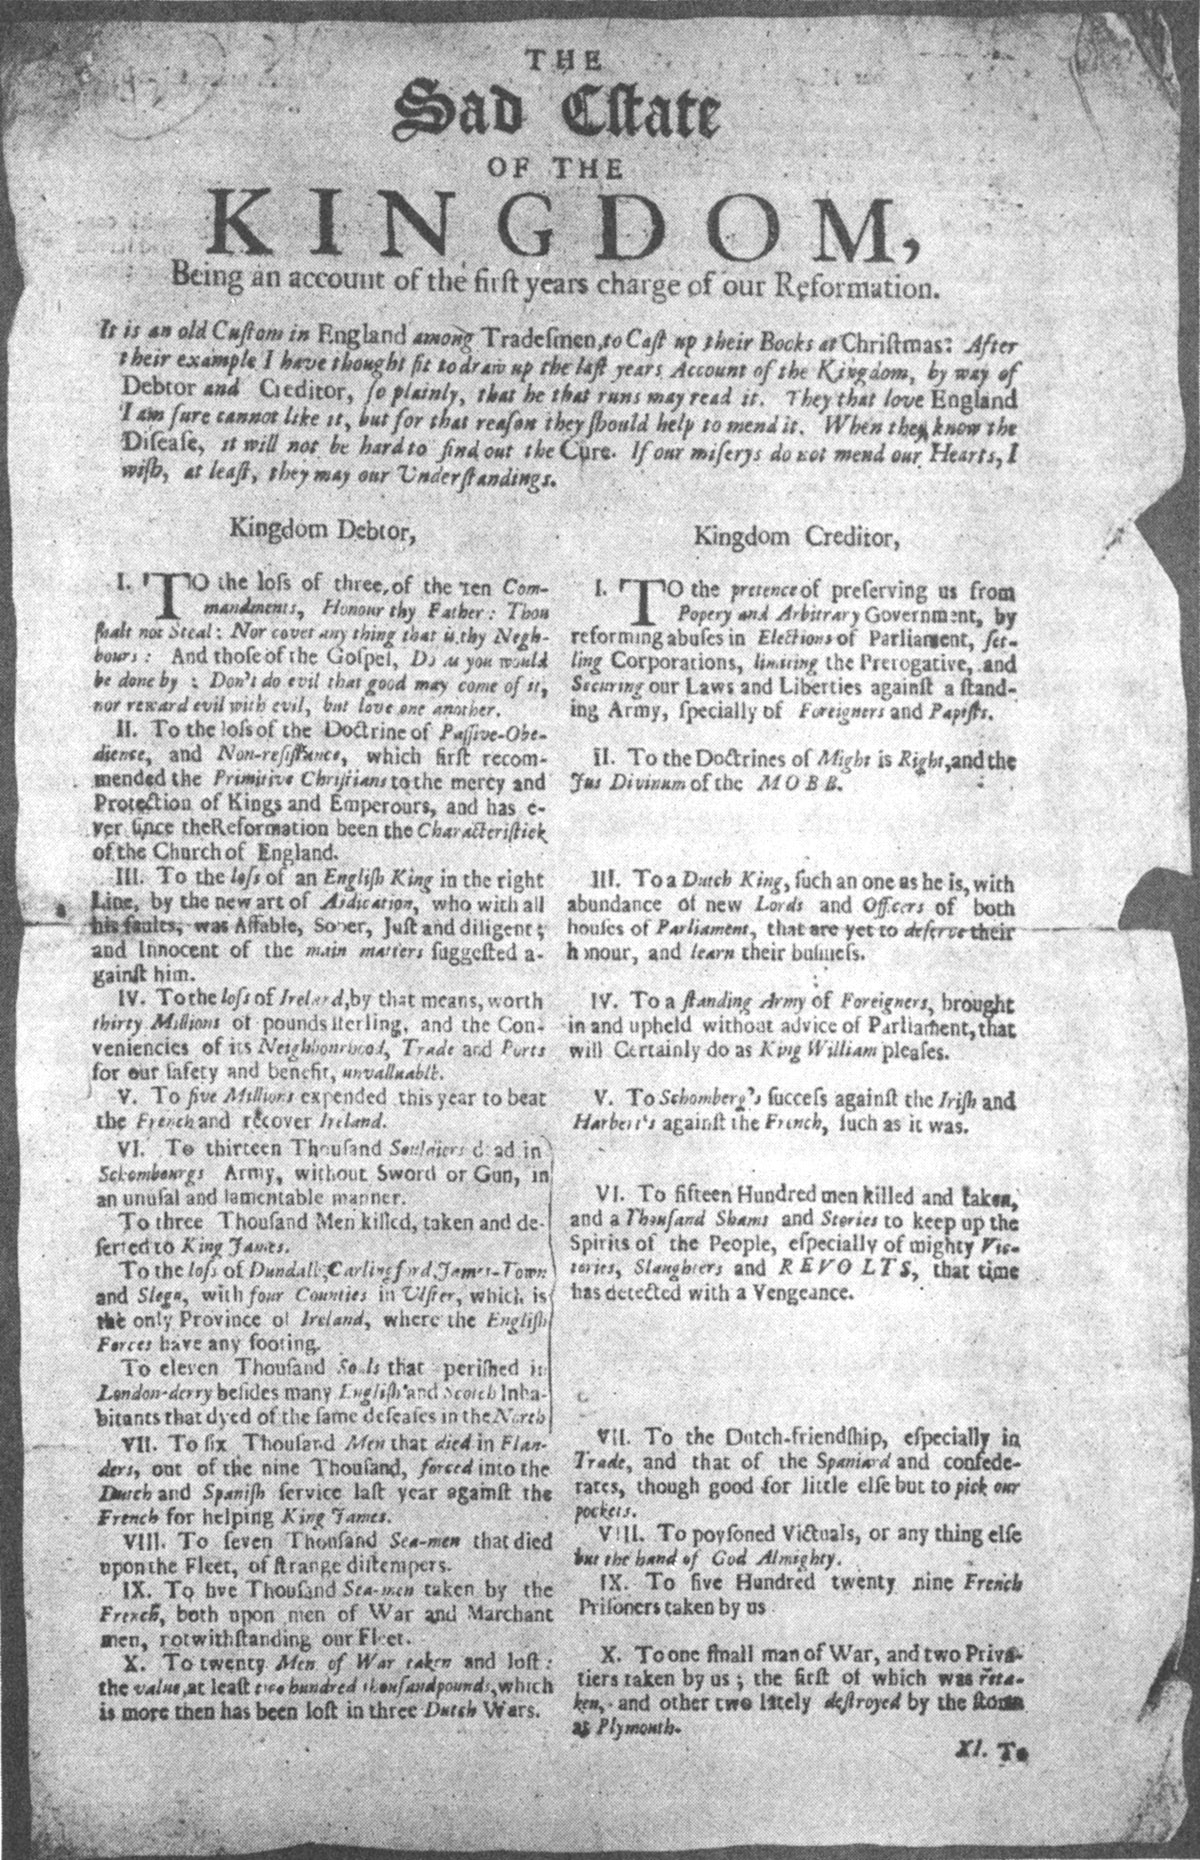 THE
Sad Eſtate
OF THE
KINGDOM,
Being an account of the firſt years charge of our Reformation.
It is an old Cuſtom in England among Tradeſmen, to Caſt up their Books at Chriſtmas: After
their example I have thought fit to draw up the laſt years Account of the Kingdom, by way of
Debtor and Creditor, ſo plainly, that he that runs may read it. They that love England
I am ſure cannot like it, but for that reaſon they ſhould help to mend it. When they know the
Diſeaſe, it will not be hard to find out the Cure. If our miſerys do not mend our Hearts, I
wiſh, at leaſt, they may our Underſtandings.
Kingdom Debtor,
I. TO the loſs of three, of the Ten Com-
mandments, Honour thy Father: Thou
ſhalt not Steal: Nor covet any thing that is thy Negh-
bours: And thoſe of the Goſpel, Do as you would
be done by: Don't do evil that good may come of it,
nor reward evil with evil, but love one another.
II. To the loſs of the Doctrine of Paſſive-Obe-
dience, and Non-reſiſtance, which firſt recom-
mended the Primitive Chriſtians to the mercy and
Protection of Kings and Emperours, and has e-
ver ſince the Reformation been the Characteriſtick
of the Church of England.
III. To the loſs of an Engliſh King in the right
Line, by the new art of Abdication, who with all
his faults, was Affable, Sober, Juſt and diligent;
and Innocent of the main matters ſuggeſted a-
gainſt him.
IV. To the loſs of Ireland, by that means, worth
thirty Millions of pounds ſterling, and the Con-
veniencies of its Neighbourhood, Trade and Ports
for our ſafety and benefit, unvalluable.
V. To five Millions expended this year to beat
the French and recover Ireland.
VI. To thirteen Thouſand Souldiers dead in
Schombourgs Army, without Sword or Gun, in
an unuſal and lamentable manner.
To three Thouſand Men killed, taken and de-
ſerted to King James.
To the loſs of Dundalk, Carlingford, James-Town
and Slego, with four Counties in Ulſter, which is
the only Province of Ireland, where the Engliſh
Forces have any footing.
To eleven Thouſand Souls that periſhed in
London-derry beſides many Engliſh and Scotch Inha-
bitants that dyed of the ſame deſeaſes in the North
VII. To ſix Thouſand Men that died in Flan-
ders, out of the nine Thouſand, forced into the
Dutch and Spaniſh ſervice laſt year againſt the
French for helping King James.
VIII. To ſeven Thouſand Sea-men that died
upon the Fleet, of ſtrange diſtempers.
IX. To five Thouſand Sea-men taken by the
French, both upon men of War and Marchant
men, notwithſtanding our Fleet.
X. To twenty Men of War taken and loſt:
the value, at leaſt two hundred thouſand pounds, which
is more then has been loſt in three Dutch Wars.
Kingdom Creditor,
I. TO the pretence of preſerving us from
Popery and Arbitrary Government, by
reforming abuſes in Elections of Parliament, ſet-
ling Corporations, limiting the Prerogative, and
Securing our Laws and Liberties againſt a ſtand-
ing Army, ſpecially of Foreigners and Papiſts.
II. To the Doctrines of Might is Right, and the
Jus Divinum of the MOBB.
III. To a Dutch King, ſuch an one as he is, with
abundance of new Lords and Officers of both
houſes of Parliament, that are yet to deſerve their
honour, and learn their buſineſs.
IV. To a ſtanding Army of Foreigners, brought
in and upheld without advice of Parliament, that
will Certainly do as King William pleaſes.
V. To Schomberg's ſucceſs againſt the Iriſh and
Harbert's againſt the French, ſuch as it was.
VI. To fifteen Hundred men killed and taken,
and a Thouſand Shams and Stories to keep up the
Spirits of the People, eſpecially of mighty Vic-
tories, Slaughters and REVOLTS, that time
has detected with a Vengeance.
VII. To the Dutch-friendſhip, eſpecially in
Trade, and that of the Spaniard and confede-
rates, though good for little elſe but to pick our
pockets.
VIII. To poyſoned Victuals, or any thing elſe
but the hand of God Almighty.
IX. To five Hundred twenty nine French
Priſoners taken by us
X. To one ſmall man of War, and two Priva-
tiers taken by us; the firſt of which was reta-
ken, and other two lately deſtroyed by the ſtorm
at Plymouth.
XI. To